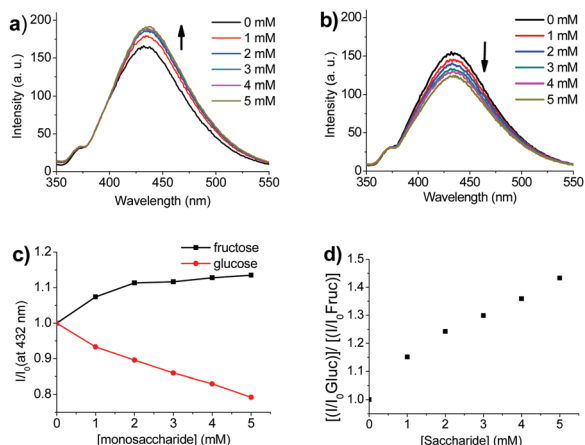 a)
200
150
100
50
0
350
400
450
500
550
Intensity (a. u.)
Wavelength (nm)
0 mM
1 mM
2 mM
3 mM
4 mM
5 mM
b)
200
150
100
50
0
350
400
450
500
550
Intensity (a. u.)
Wavelength (nm)
0 mM
1 mM
2 mM
3 mM
4 mM
5 mM
c)
1.2
1.1
1.0
0.9
0.8
0
1
2
3
4
5
I/I0(at 432 nm)
[monosaccharide] (mM)
fructose
glucose
d)
1.5
1.4
1.3
1.2
1.1
1.0
0
1
2
3
4
5
[(I/I0Gluc)]/ [(I/I0Fruc)]
[Saccharide] (mM)